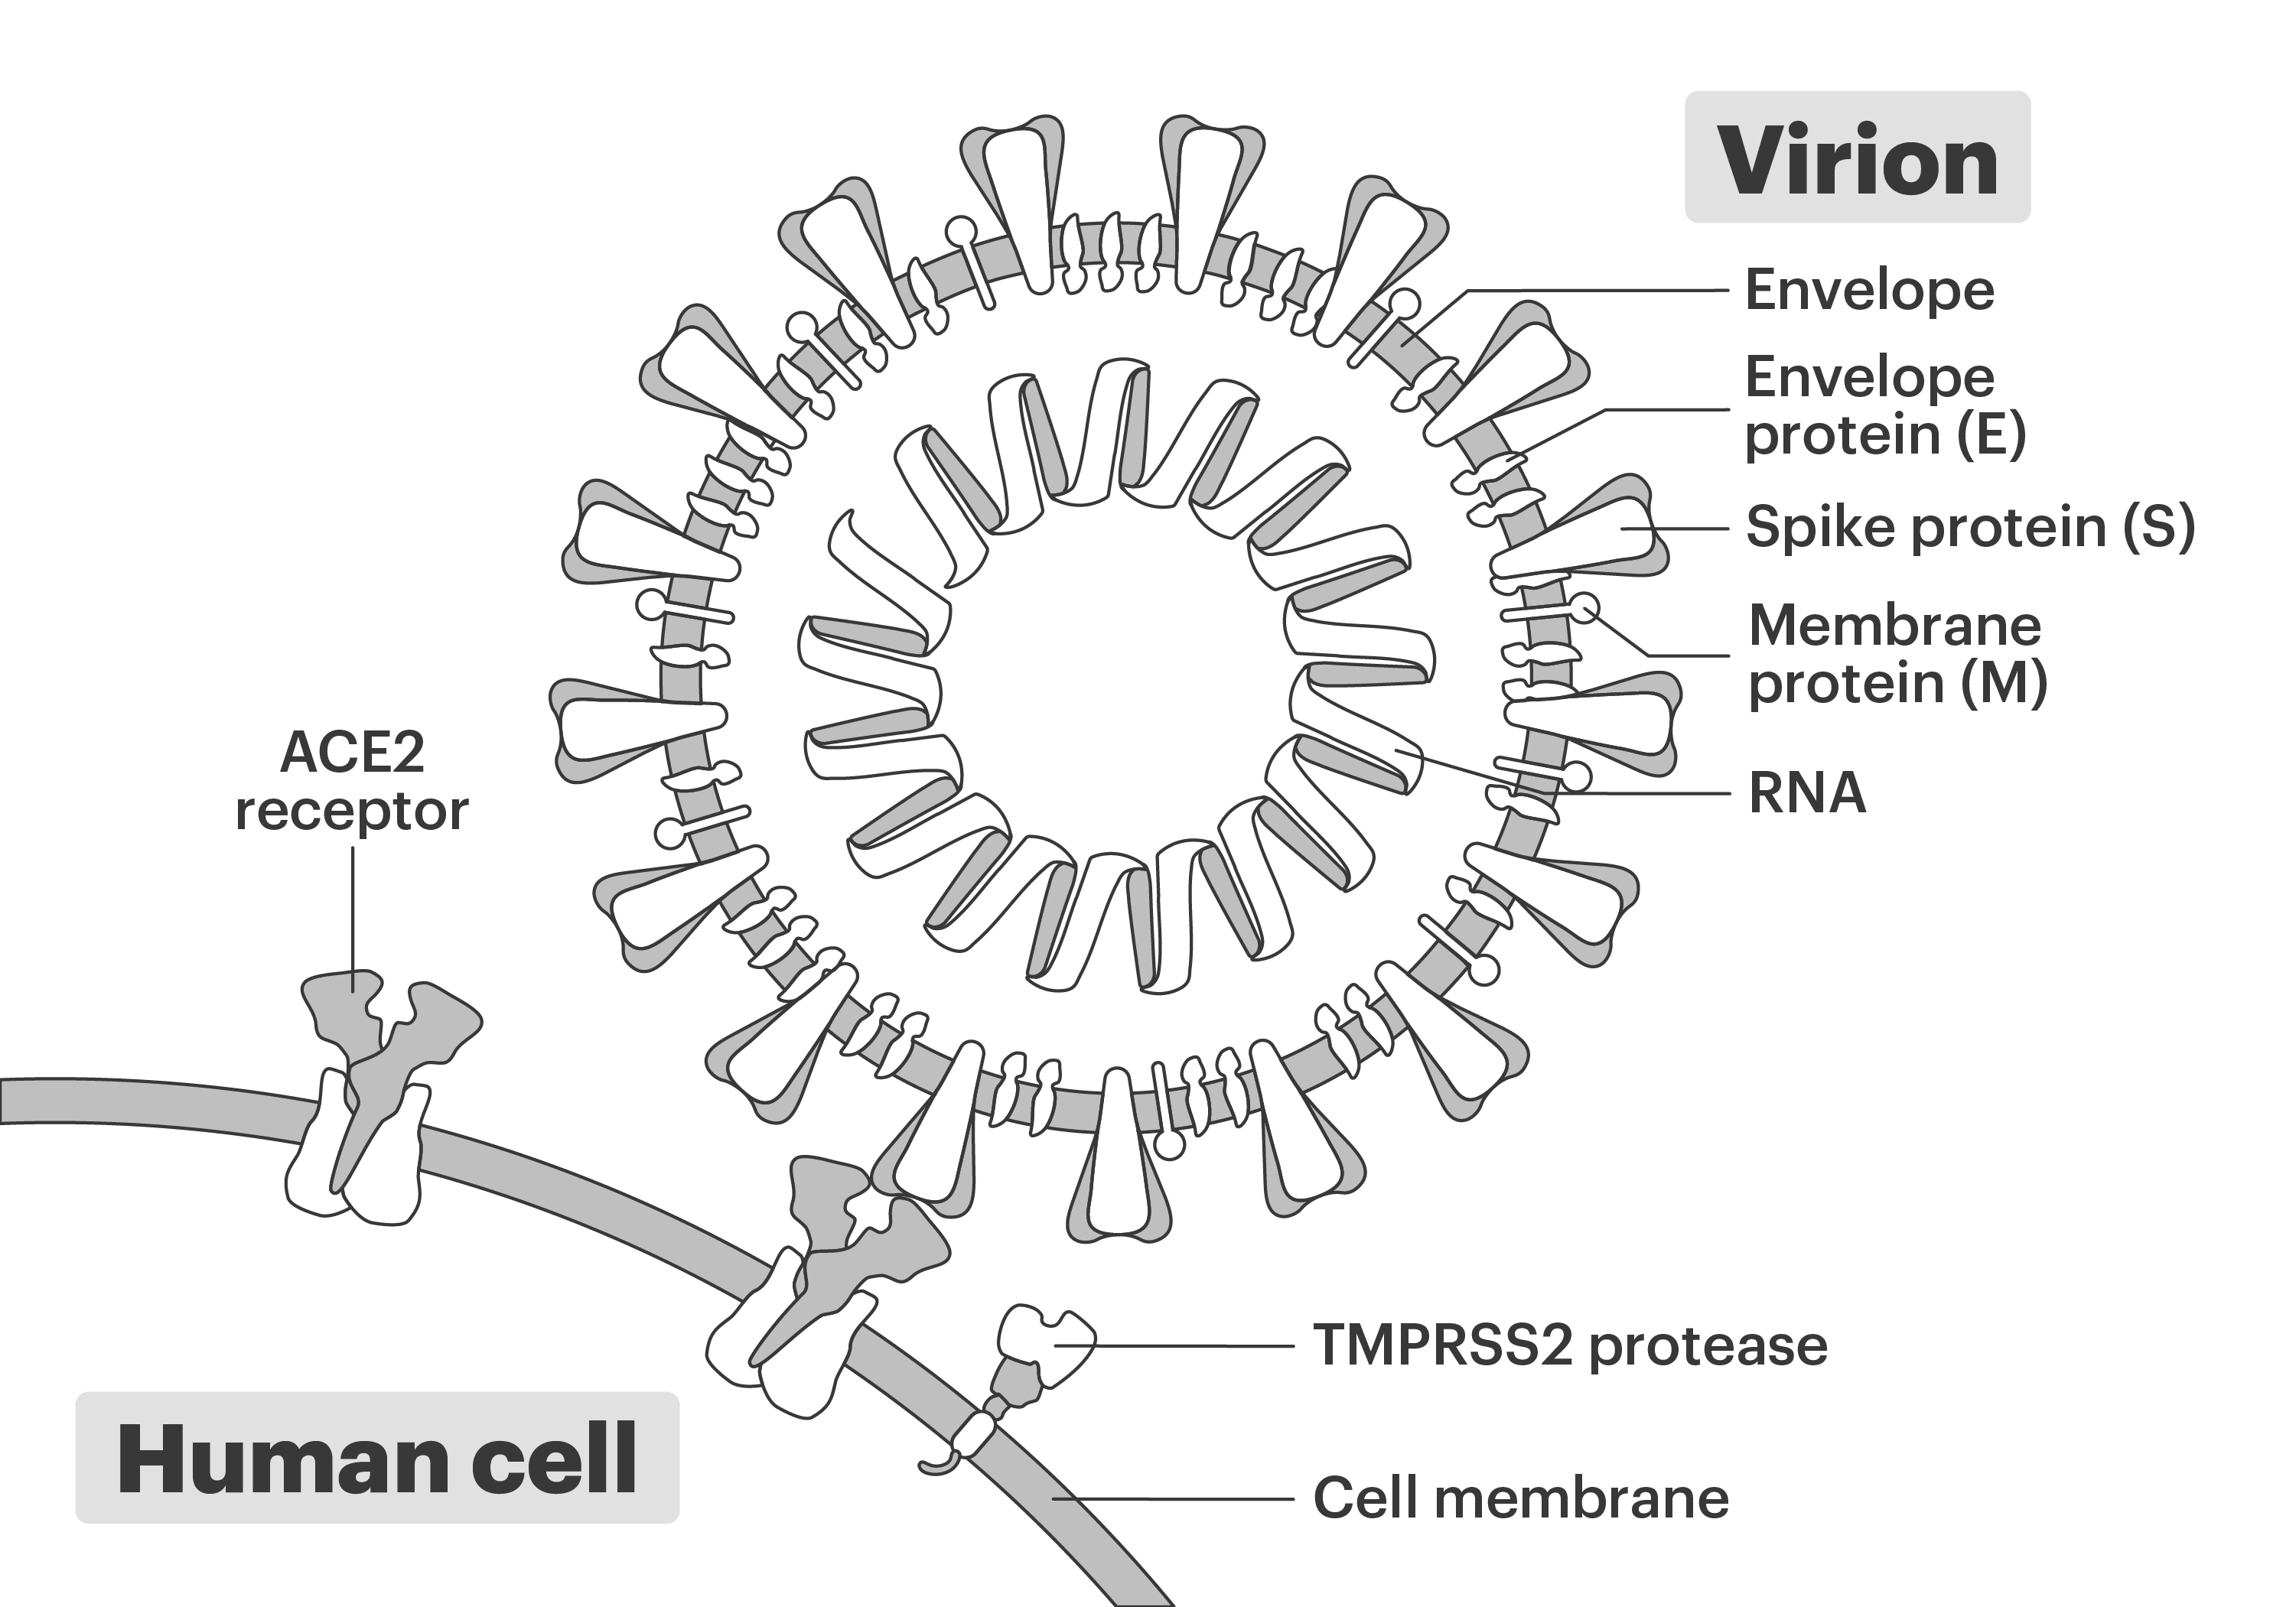 Virion
Envelope
Envelope
protein (E)
Spike protein (S)
Membrane
protein (M)
RNA
ACE2
receptor
TMPRSS2 protease
Human cell
Cell membrane